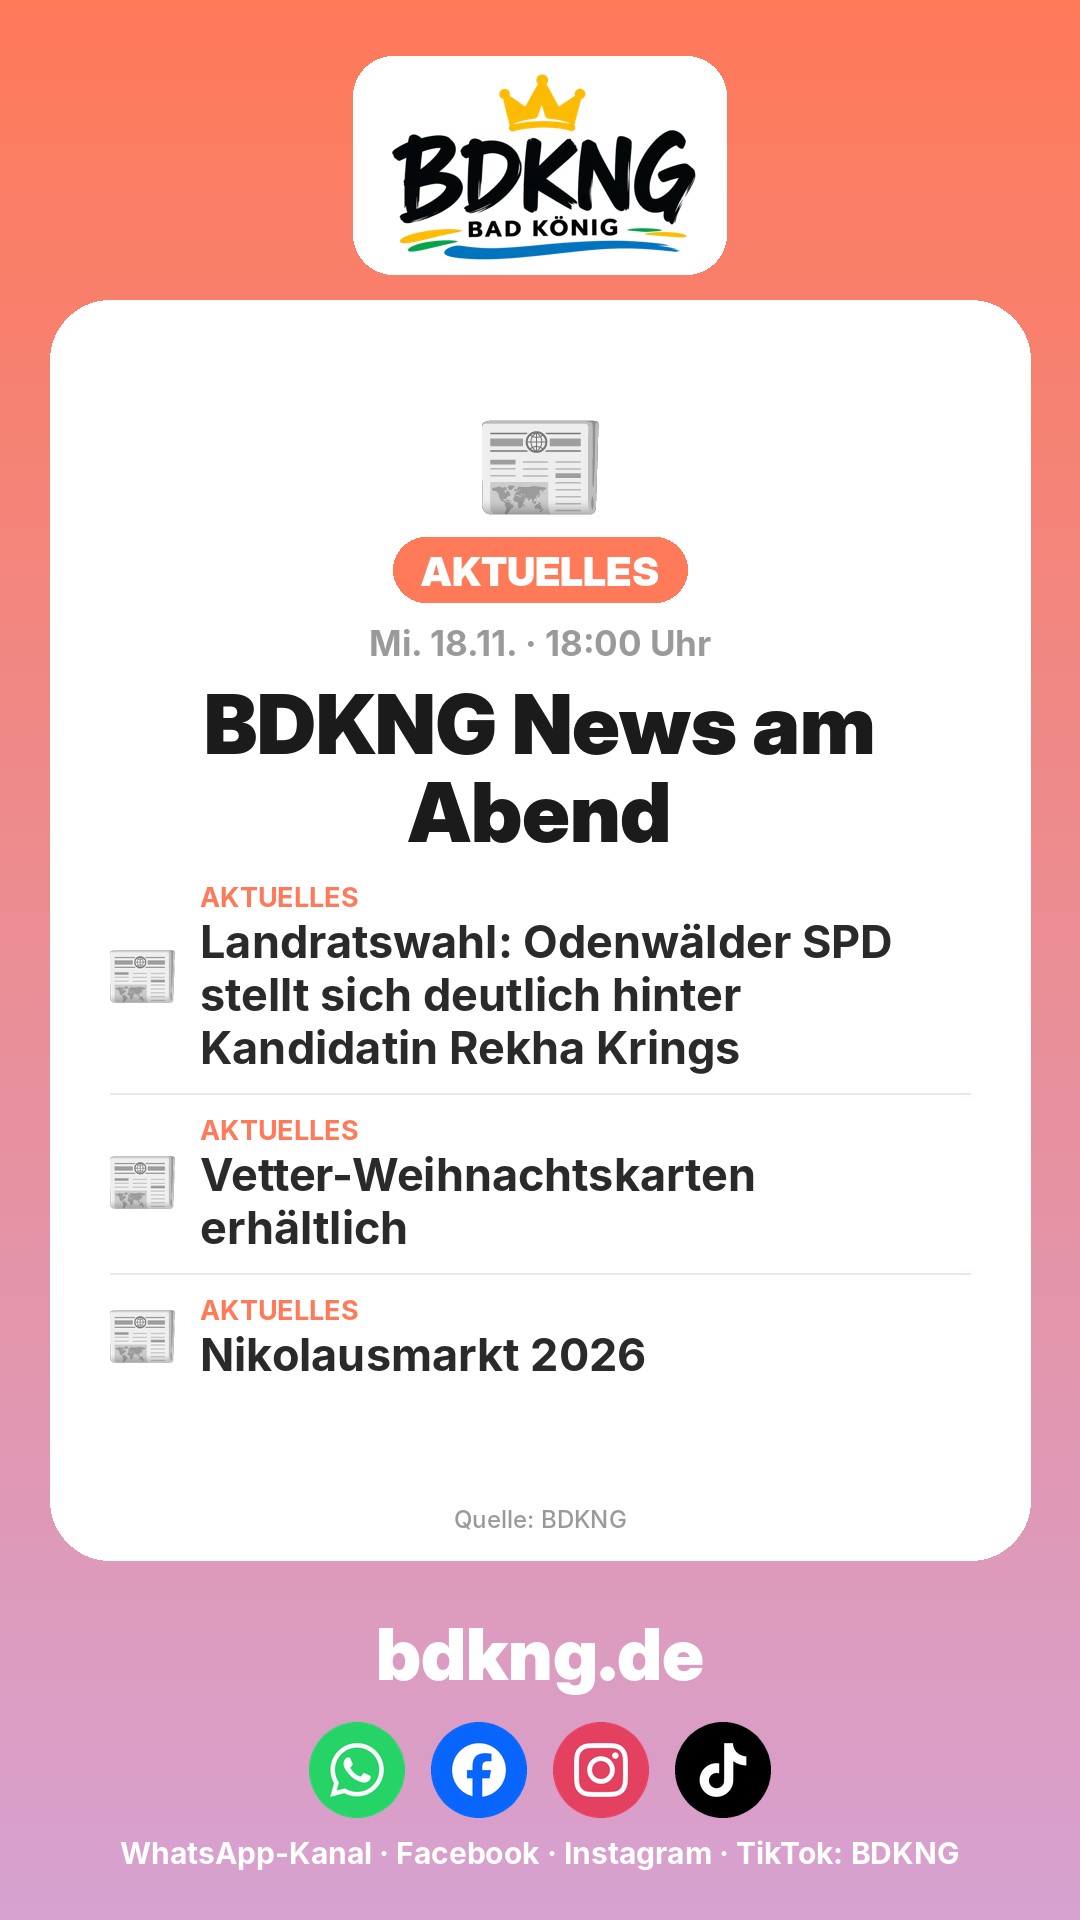 BDKNG
BAD KÖNIG
AKTUELLES
Mi. 18.11. · 18:00 Uhr
BDKNG News am
Abend
AKTUELLES
Landratswahl: Odenwälder SPD
stellt sich deutlich hinter
Kandidatin Rekha Krings
AKTUELLES
Vetter-Weihnachtskarten
erhältlich
AKTUELLES
Nikolausmarkt 2026
Quelle: BDKNG
bdkng.de
WhatsApp-Kanal · Facebook · Instagram · TikTok: BDKNG